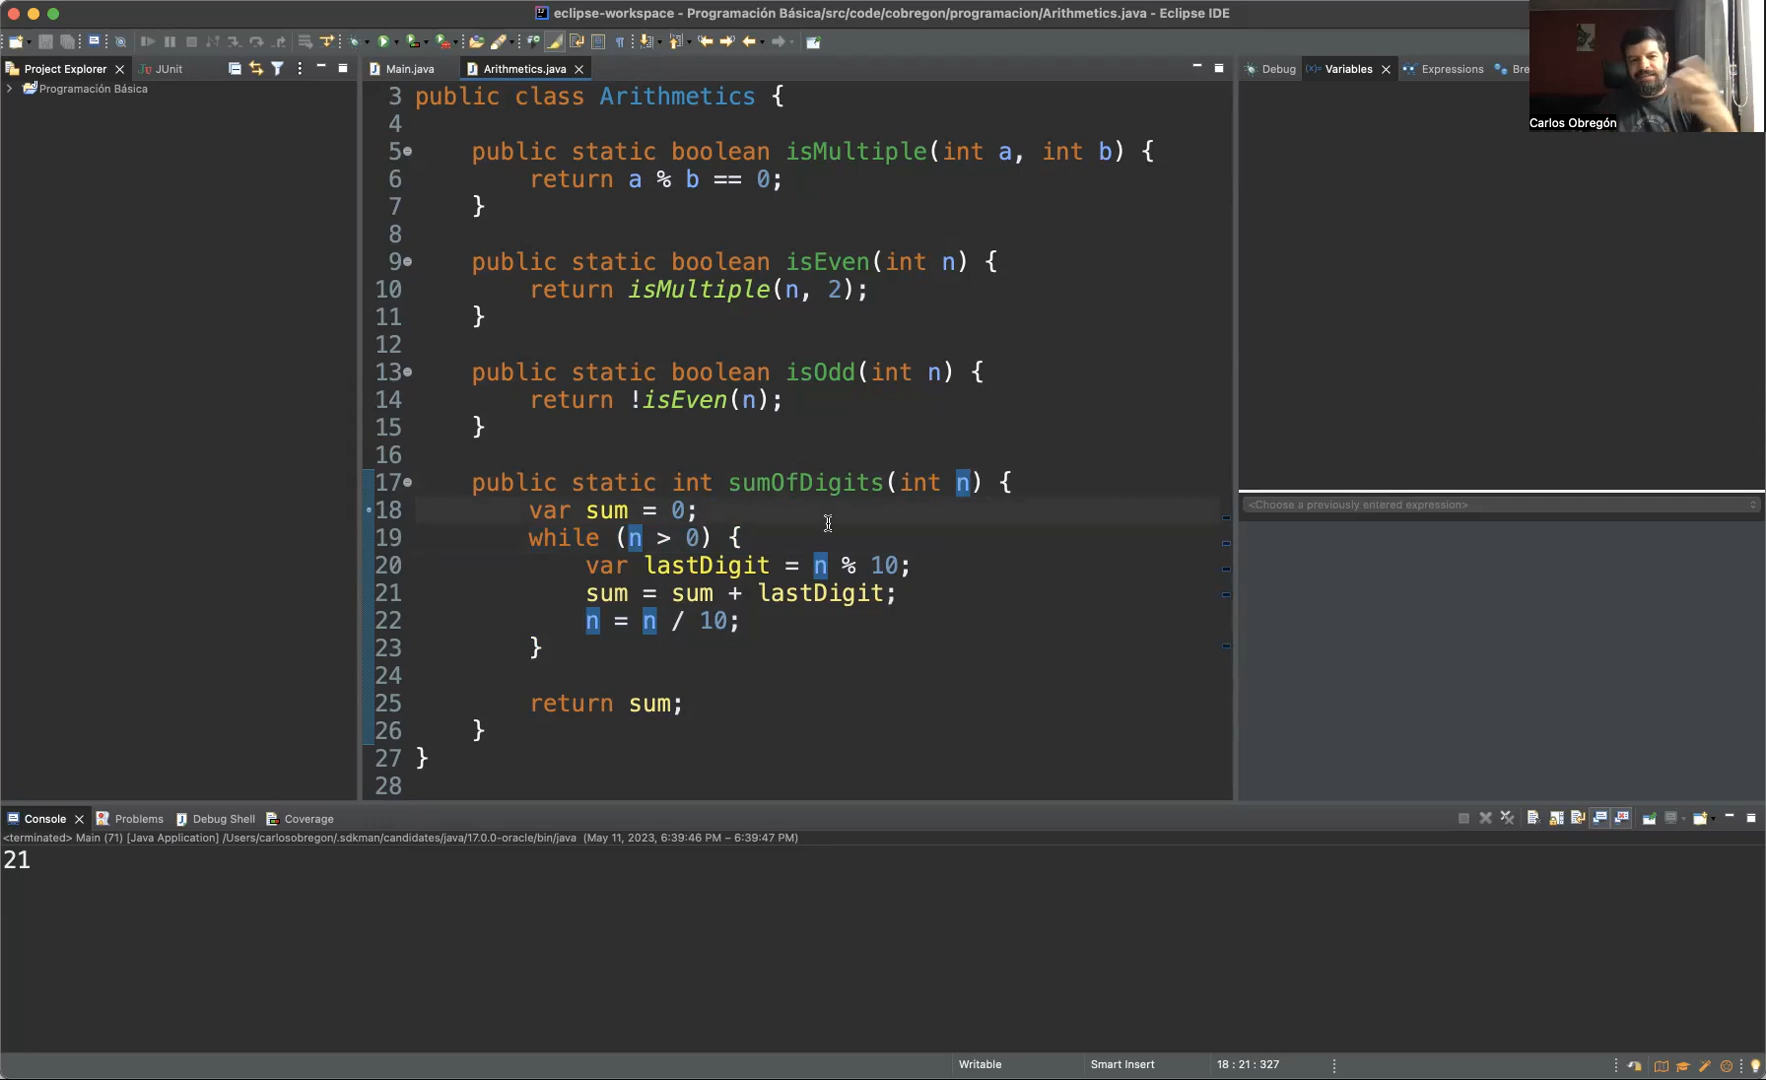 eclipse-workspace - Programación Básica/src/code/cobregon/programacion/Arithmetics.java - Eclipse IDE
Project Explorer
JUnit
Main.java
Arithmetics.java
Debug
Variables
Expressions
Bre
Carlos Obregón
Programación Básica
3 public class Arithmetics {
4
5 public static boolean isMultiple(int a, int b) {
6 return a % b == 0;
7 }
8
9 public static boolean isEven(int n) {
10 return isMultiple(n, 2);
11 }
12
13 public static boolean isOdd(int n) {
14 return !isEven(n);
15 }
16
17 public static int sumOfDigits(int n) {
18 var sum = 0;
19 while (n > 0) {
20 var lastDigit = n % 10;
21 sum = sum + lastDigit;
22 n = n / 10;
23 }
24
25 return sum;
26 }
27 }
28
<Choose a previously entered expression>
Console
Problems
Debug Shell
Coverage
<terminated> Main (71) [Java Application] /Users/carlosobregon/.sdkman/candidates/java/17.0.0-oracle/bin/java (May 11, 2023, 6:39:46 PM – 6:39:47 PM)
21
Writable
Smart Insert
18 : 21 : 327